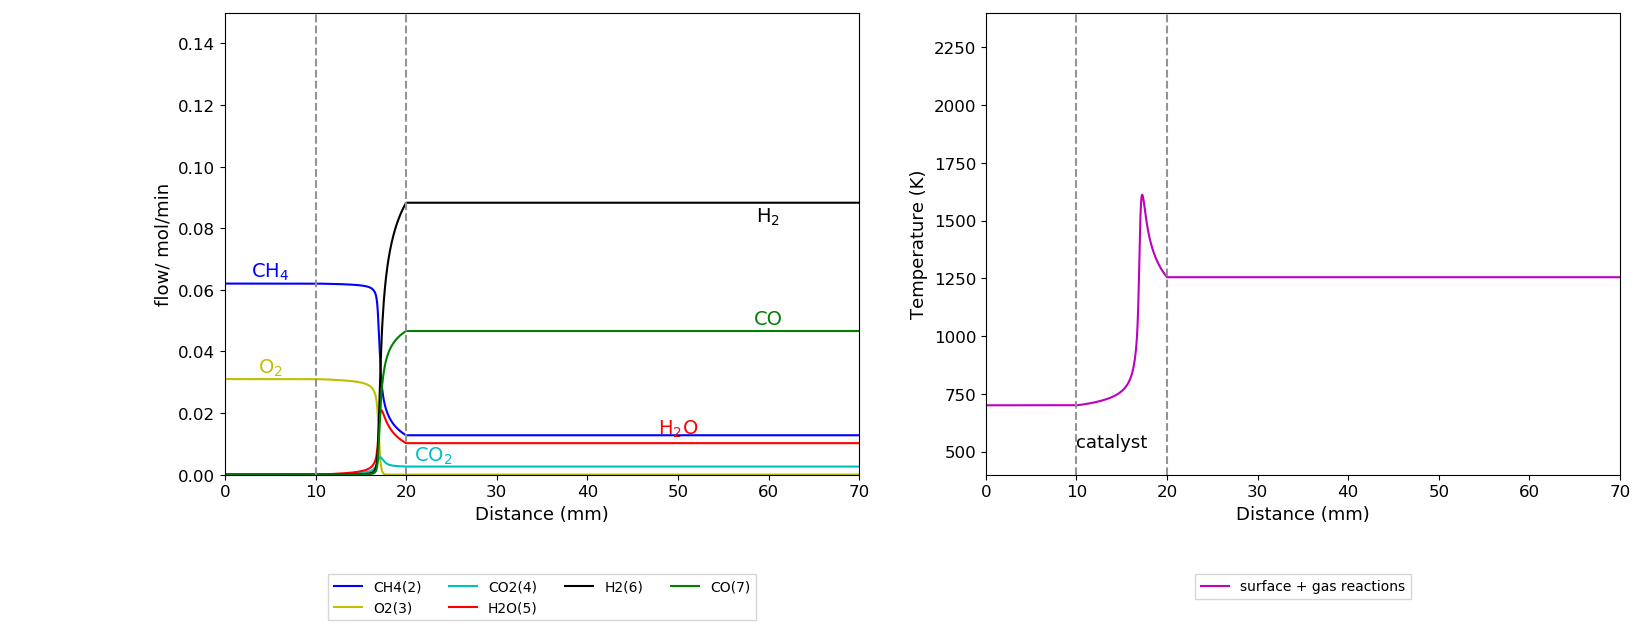 0.14
0.12
0.10
0.08
0.06
0.04
0.02
0.00
flow/ mol/min
CH₄
O₂
H₂
CO
H₂O
CO₂
0 10 20 30 40 50 60 70
Distance (mm)
CH4(2) CO2(4) H2(6) CO(7)
O2(3) H2O(5)
2250
2000
1750
1500
1250
1000
750
500
Temperature (K)
catalyst
0 10 20 30 40 50 60 70
Distance (mm)
surface + gas reactions